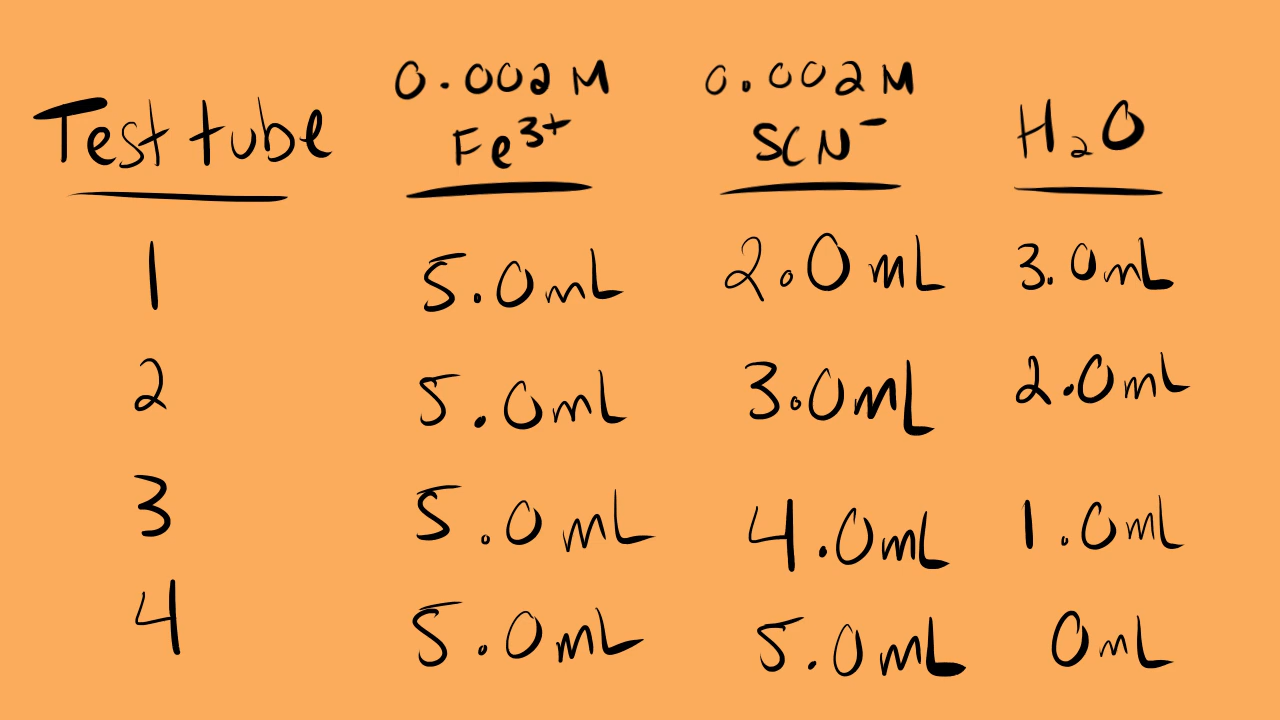 Test tube 0.002 M Fe³⁺ 0.002 M SCN⁻ H₂O
1 5.0mL 2.0mL 3.0mL
2 5.0mL 3.0mL 2.0mL
3 5.0mL 4.0mL 1.0mL
4 5.0mL 5.0mL 0mL